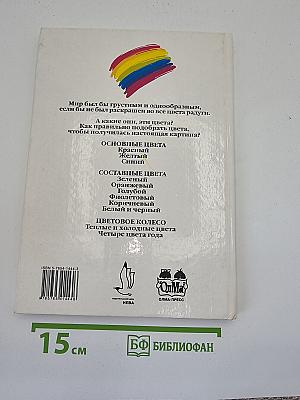 Мир был бы грустным и однообразным,
если бы не был раскрашен во все цвета радуги.
А какие они, эти цвета?
Как правильно подобрать цвета,
чтобы получилась настоящая картина?
ОСНОВНЫЕ ЦВЕТА
Красный
Желтый
Синий
СОСТАВНЫЕ ЦВЕТА
Зеленый
Оранжевый
Голубой
Фиолетовый
Коричневый
Белый и черный
ЦВЕТОВОЕ КОЛЕСО
Теплые и холодные цвета
Четыре цвета года
НЕВА
ОЛМА-ПРЕСС
15 см
БФ БИБЛИОФАН